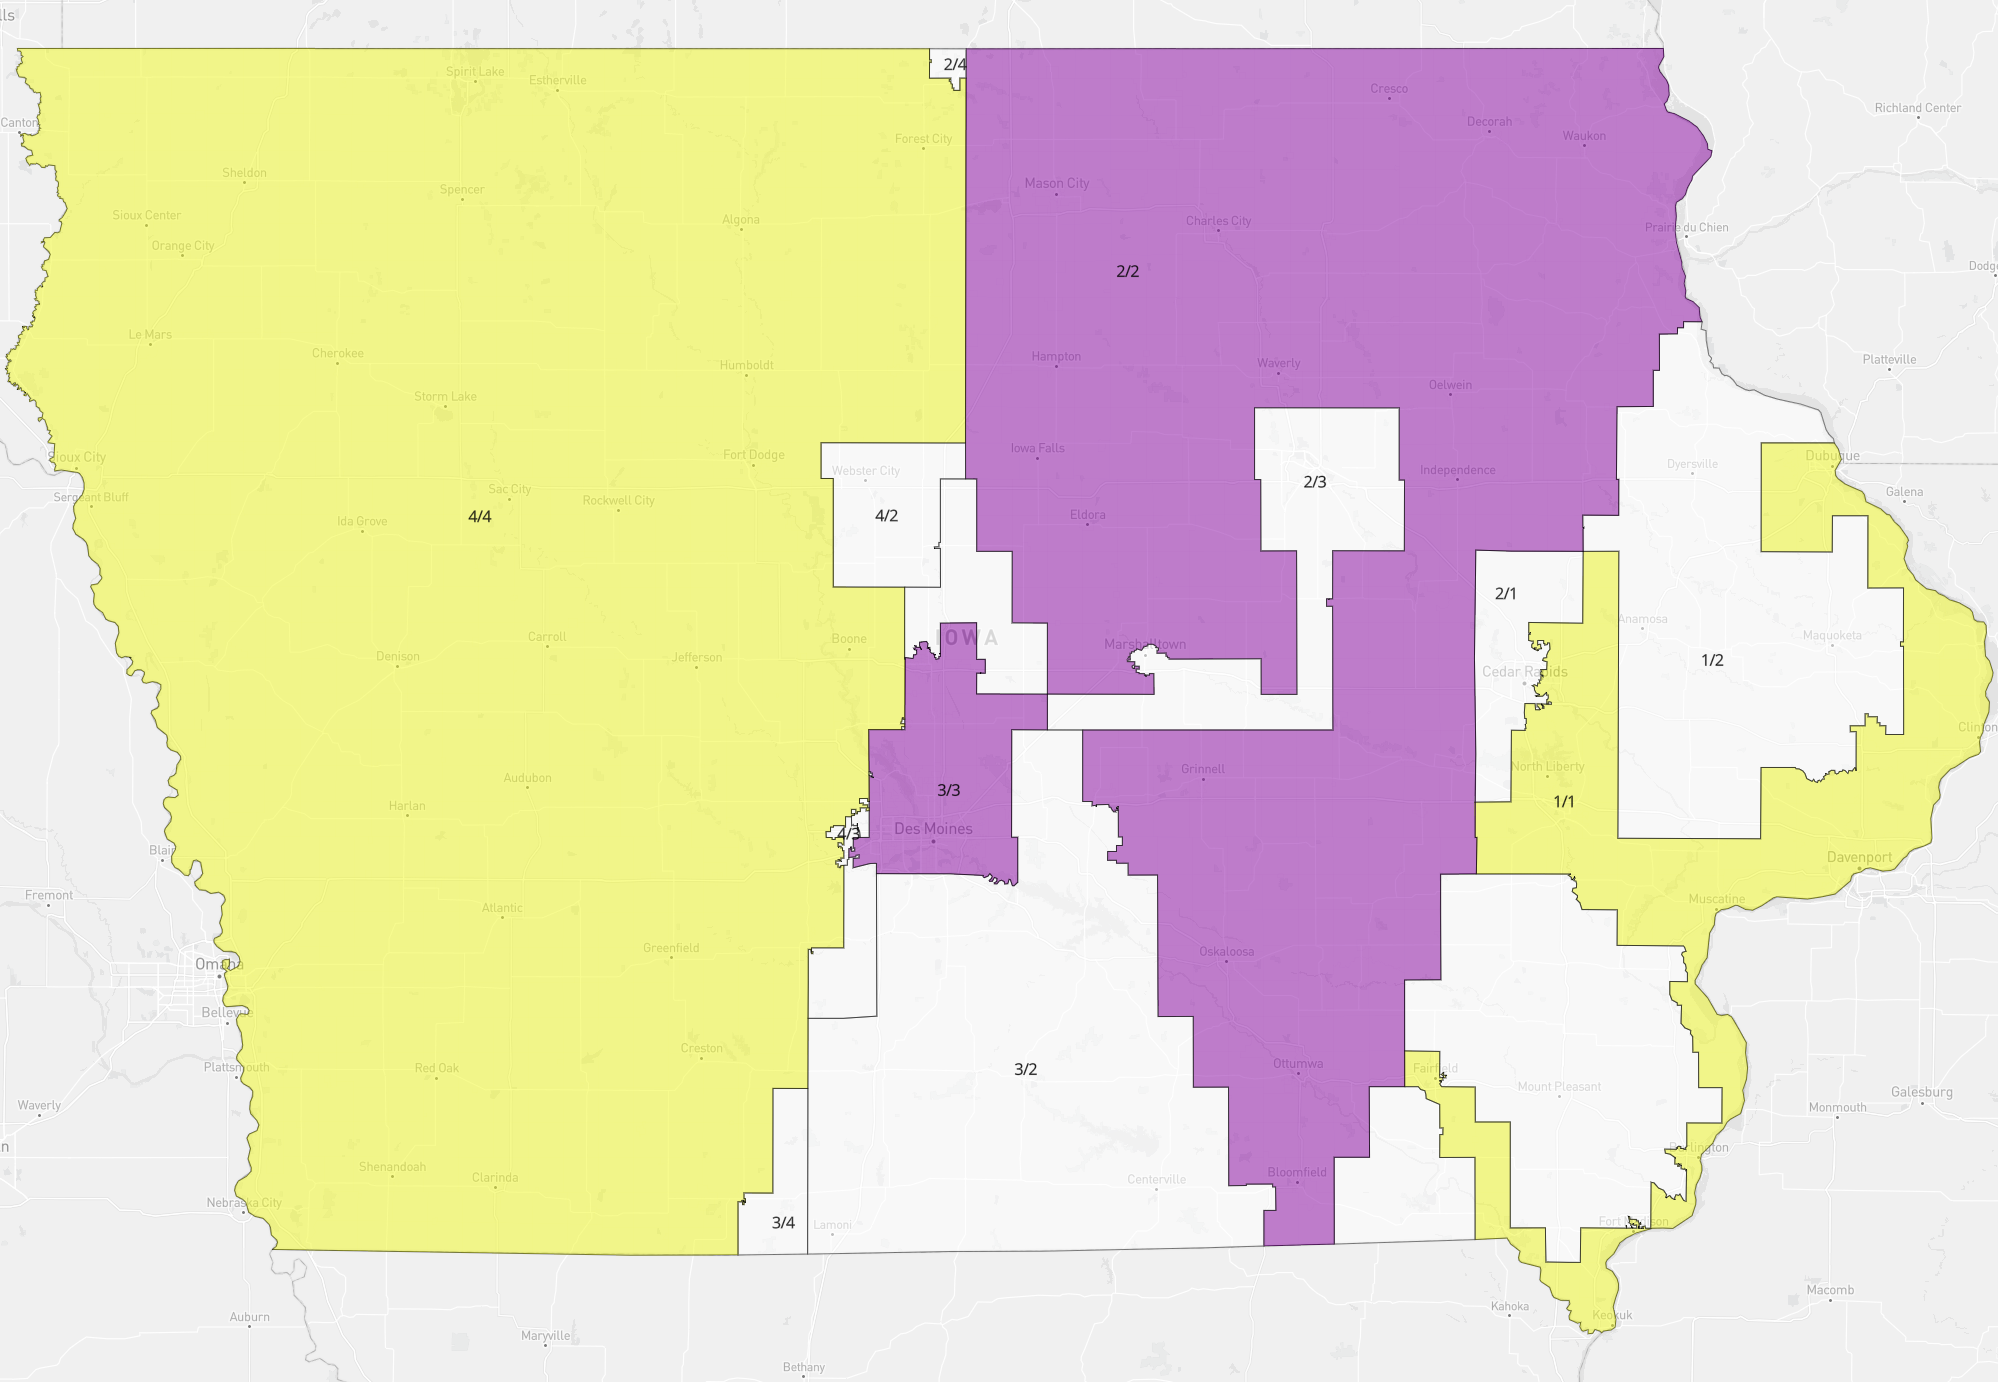 lls
2/4
Spirit Lake
Estherville
Cresco
Richland Center
Canton
Decorah
Waukon
Forest City
Sheldon
Spencer
Mason City
Sioux Center
Algona
Charles City
Prairie du Chien
Orange City
2/2
Dodge
Le Mars
Cherokee
Hampton
Waverly
Platteville
Humboldt
Oelwein
Storm Lake
Sioux City
Fort Dodge
Iowa Falls
Dubuque
Webster City
Independence
Dyersville
2/3
Sergeant Bluff
Sac City
Rockwell City
Galena
4/4
4/2
Eldora
Ida Grove
2/1
Anamosa
Carroll
Boone
IOWA
Marshalltown
Maquoketa
Denison
Jefferson
Cedar Rapids
1/2
Clinton
Audubon
Grinnell
North Liberty
3/3
1/1
Harlan
4/3
Des Moines
Blair
Davenport
Fremont
Atlantic
Muscatine
Greenfield
Oskaloosa
Omaha
Bellevue
Creston
Plattsmouth
Red Oak
3/2
Ottumwa
Fairfield
Mount Pleasant
Galesburg
Waverly
Monmouth
n
Burlington
Shenandoah
Clarinda
Centerville
Bloomfield
Nebraska City
3/4
Lamoni
Fort Madison
Macomb
Auburn
Kahoka
Keokuk
Maryville
Bethany